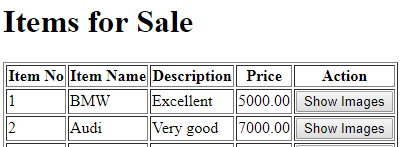 Items for Sale
Item No Item Name Description Price Action
1 BMW Excellent 5000.00 Show Images
2 Audi Very good 7000.00 Show Images